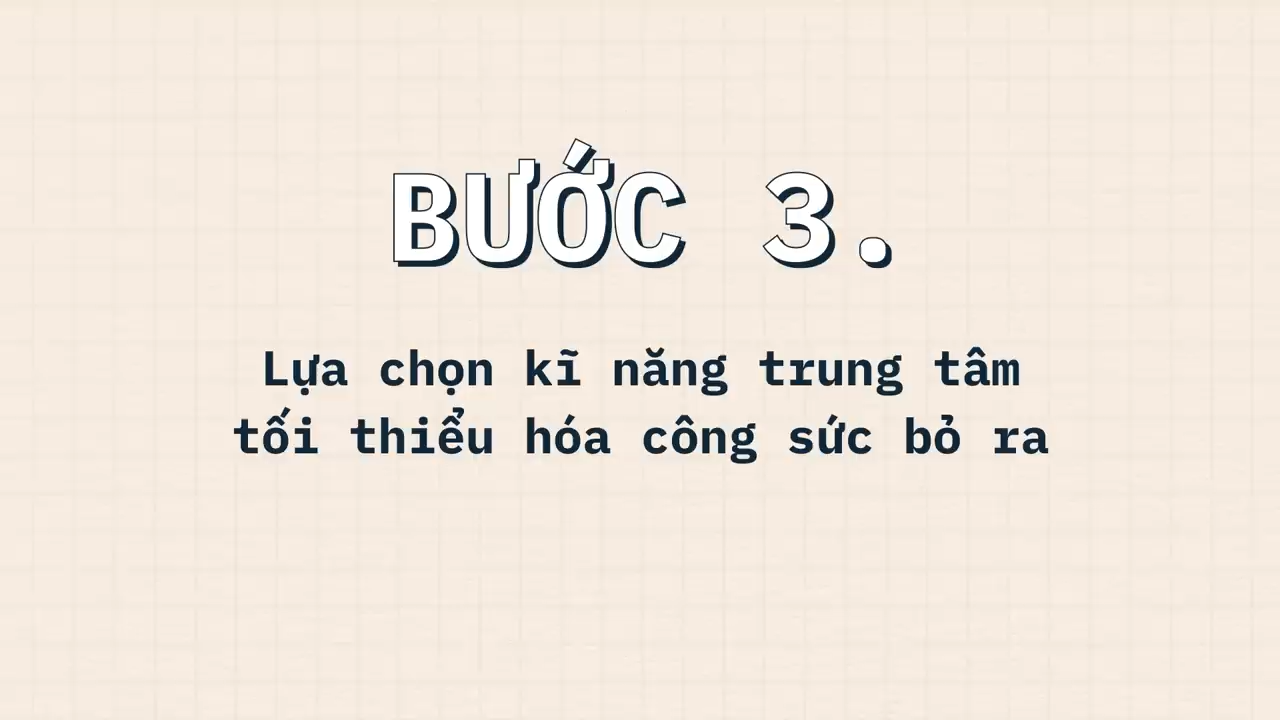 BƯỚC 3.
Lựa chọn kĩ năng trung tâm
tối thiểu hóa công sức bỏ ra